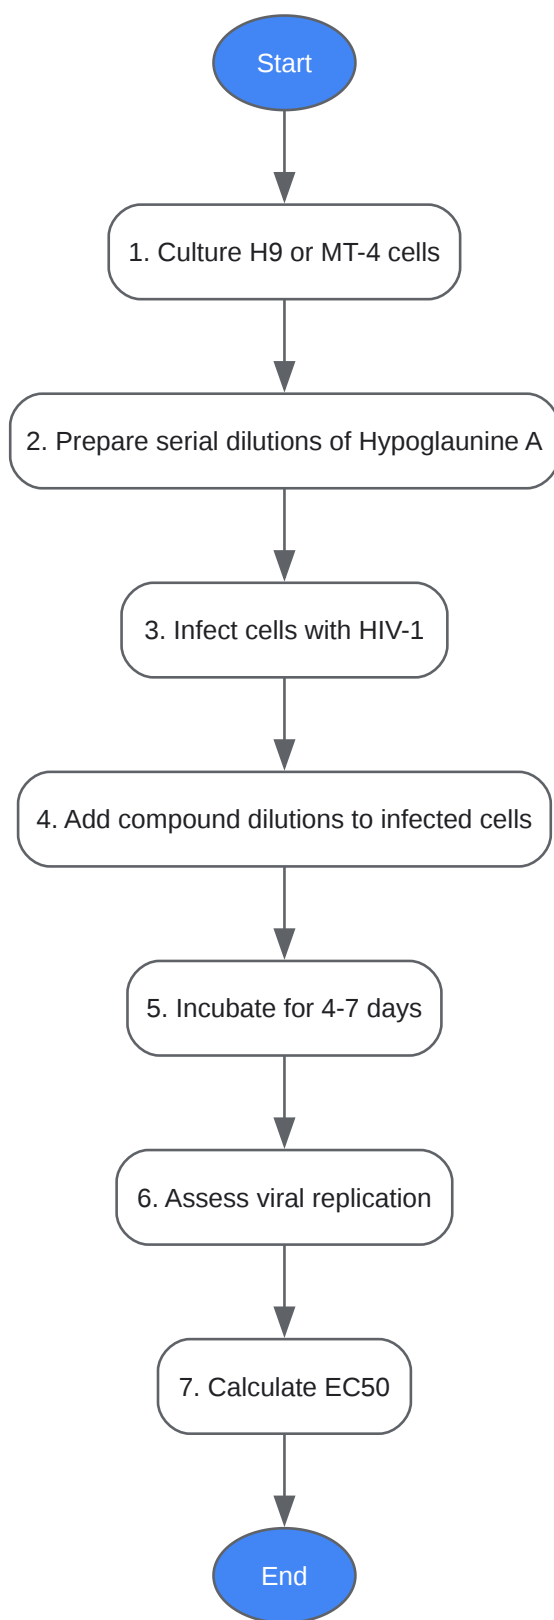 Start
1. Culture H9 or MT-4 cells
2. Prepare serial dilutions of Hypoglaunine A
3. Infect cells with HIV-1
4. Add compound dilutions to infected cells
5. Incubate for 4-7 days
6. Assess viral replication
7. Calculate EC50
End